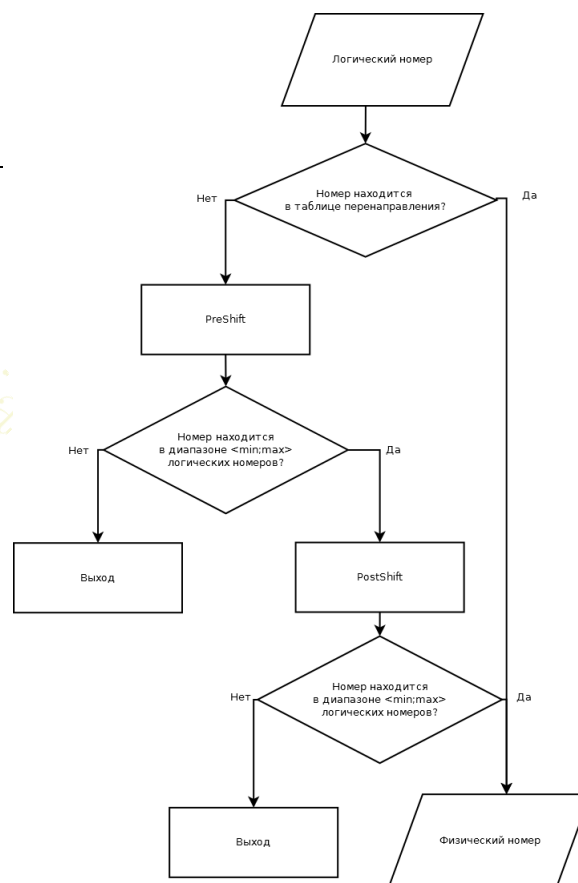 Логический номер
Номер находится
в таблице перенаправления?
Нет
Да
PreShift
Номер находится
в диапазоне <min;max>
логических номеров?
Нет
Да
Выход
PostShift
Номер находится
в диапазоне <min;max>
логических номеров?
Нет
Да
Выход
Физический номер